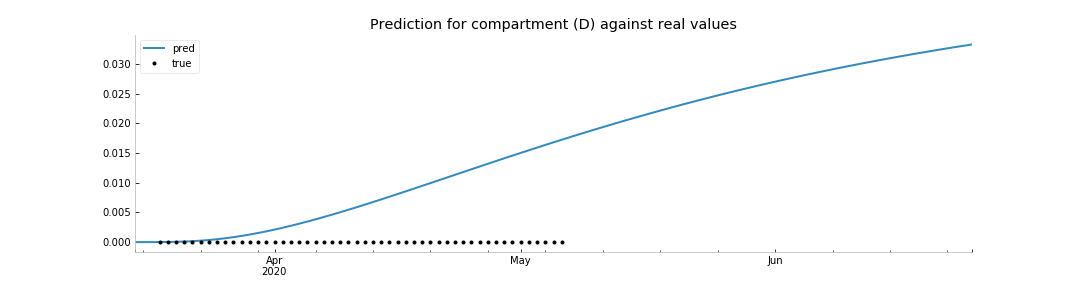 Prediction for compartment (D) against real values
pred
true
0.030
0.025
0.020
0.015
0.010
0.005
0.000
Apr
2020
May
Jun